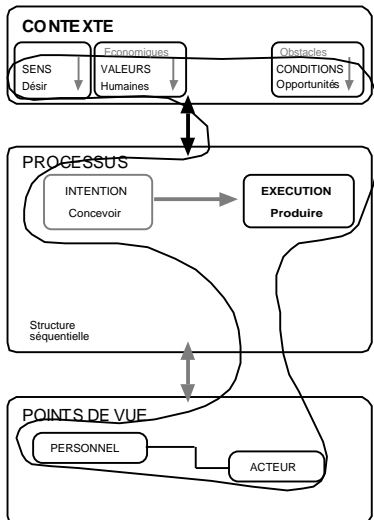 CONTEXTE
Economiques
Obstacles
SENS
VALEURS
CONDITIONS
Désir
Humaines
Opportunités
PROCESSUS
INTENTION
EXECUTION
Concevoir
Produire
Structure
séquentielle
POINTS DE VUE
PERSONNEL
ACTEUR